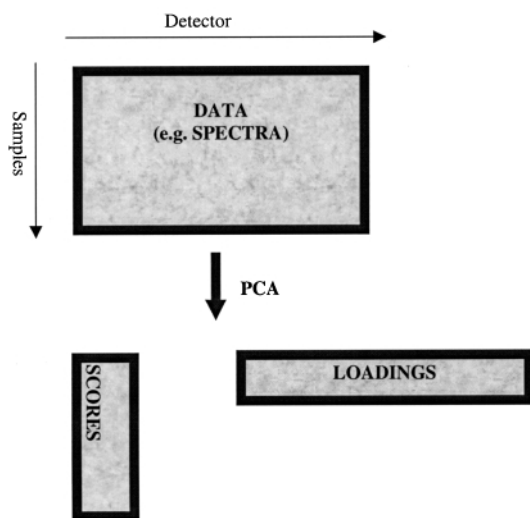 Detector
Samples
DATA
(e.g. SPECTRA)
PCA
SCORES
LOADINGS